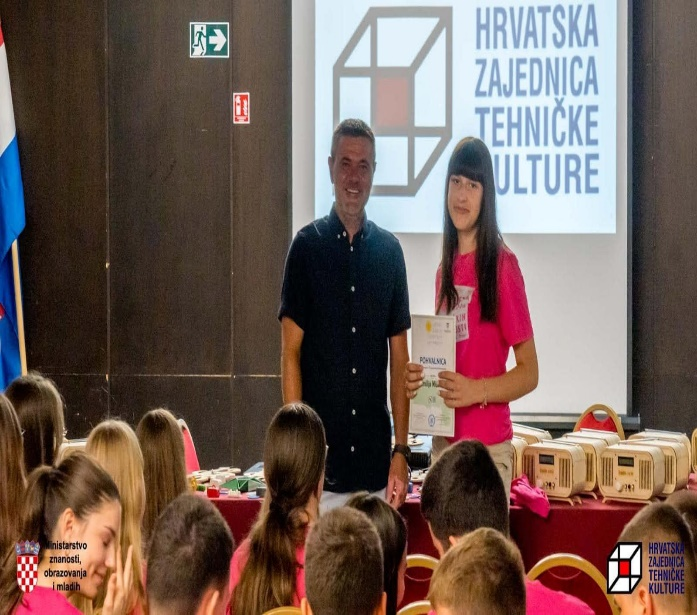 HRVATSKA
ZAJEDNICA
TEHNIČKE
KULTURE
POHVALNICA
Ministarstvo
znanosti,
obrazovanja
i mladih
HRVATSKA
ZAJEDNICA
TEHNIČKE
KULTURE